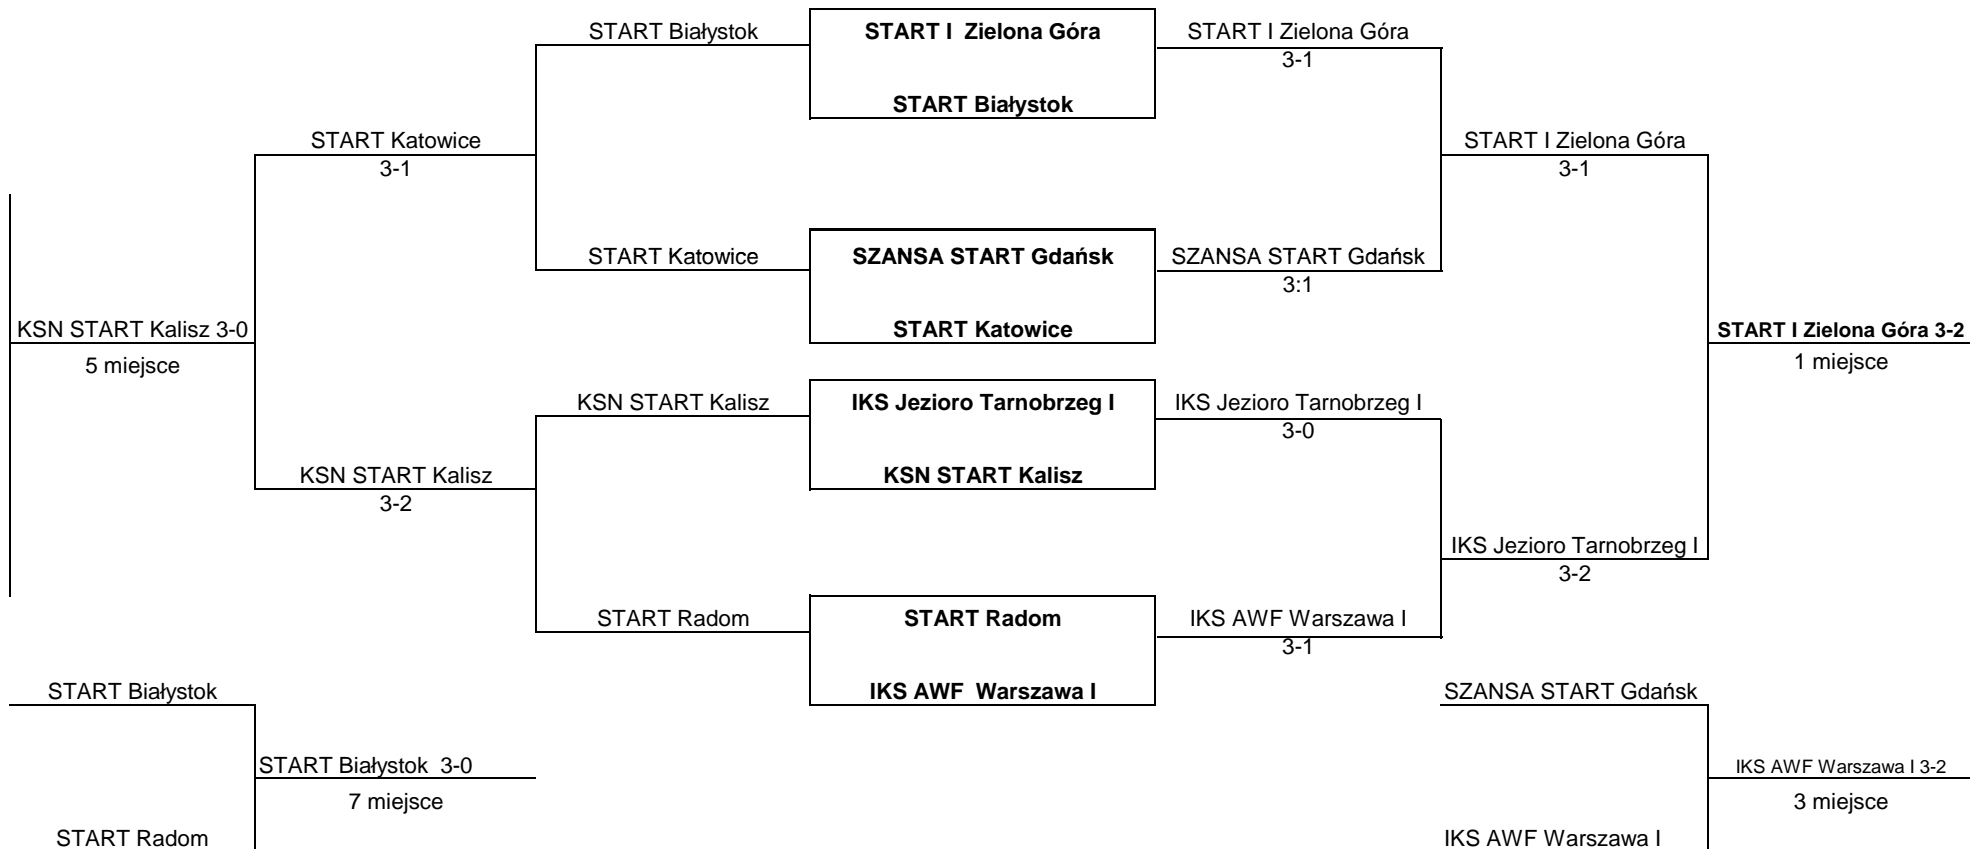 START Białystok
START I  Zielona Góra
START I Zielona Góra
3-1
START Białystok
START Katowice
3-1
START I Zielona Góra
3-1
START Katowice
SZANSA START Gdańsk
SZANSA START Gdańsk
3:1
KSN START Kalisz 3-0
START Katowice
START I Zielona Góra 3-2
5 miejsce
1 miejsce
KSN START Kalisz
IKS Jezioro Tarnobrzeg I
IKS Jezioro Tarnobrzeg I
3-0
KSN START Kalisz
3-2
KSN START Kalisz
IKS Jezioro Tarnobrzeg I
3-2
START Radom
START Radom
IKS AWF Warszawa I
3-1
START Białystok
IKS AWF  Warszawa I
SZANSA START Gdańsk
START Białystok  3-0
IKS AWF Warszawa I 3-2
7 miejsce
3 miejsce
START Radom
IKS AWF Warszawa I